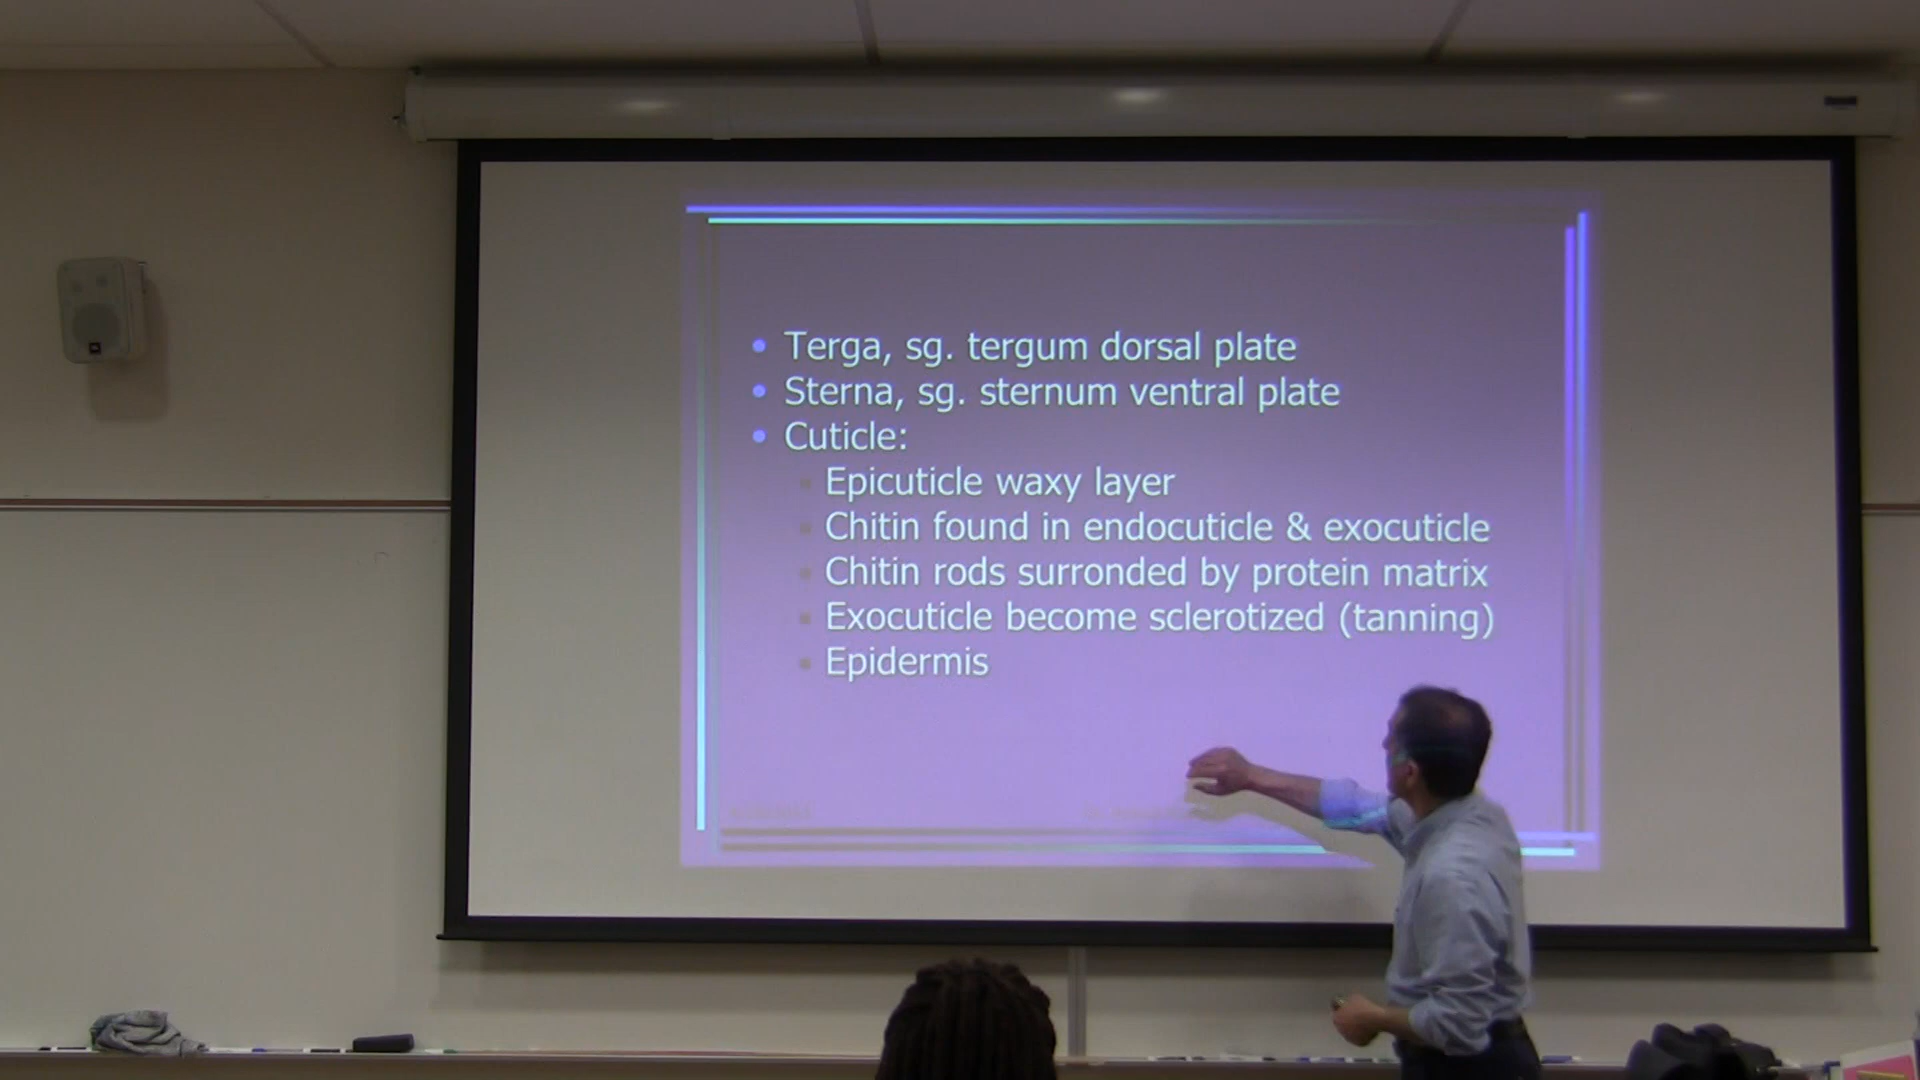 Terga, sg. tergum dorsal plate
Sterna, sg. sternum ventral plate
Cuticle:
Epicuticle waxy layer
Chitin found in endocuticle & exocuticle
Chitin rods surronded by protein matrix
Exocuticle become sclerotized (tanning)
Epidermis